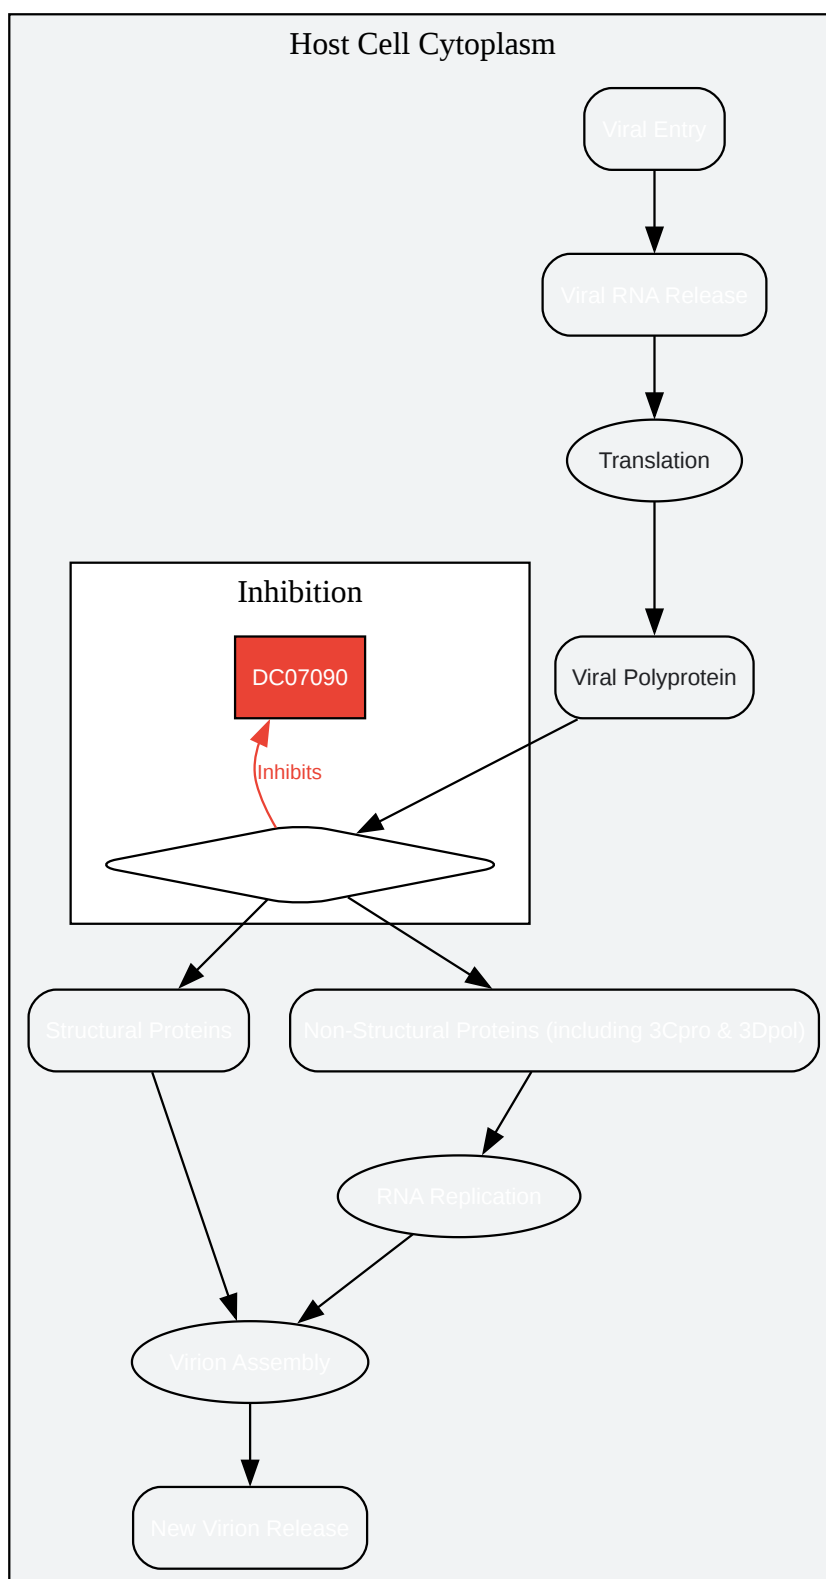 Host Cell Cytoplasm
Viral Entry
Viral RNA Release
Translation
Inhibition
DC07090
Viral Polyprotein
Inhibits
Structural Proteins
Non-Structural Proteins (including 3Cpro & 3Dpol)
RNA Replication
Virion Assembly
New Virion Release